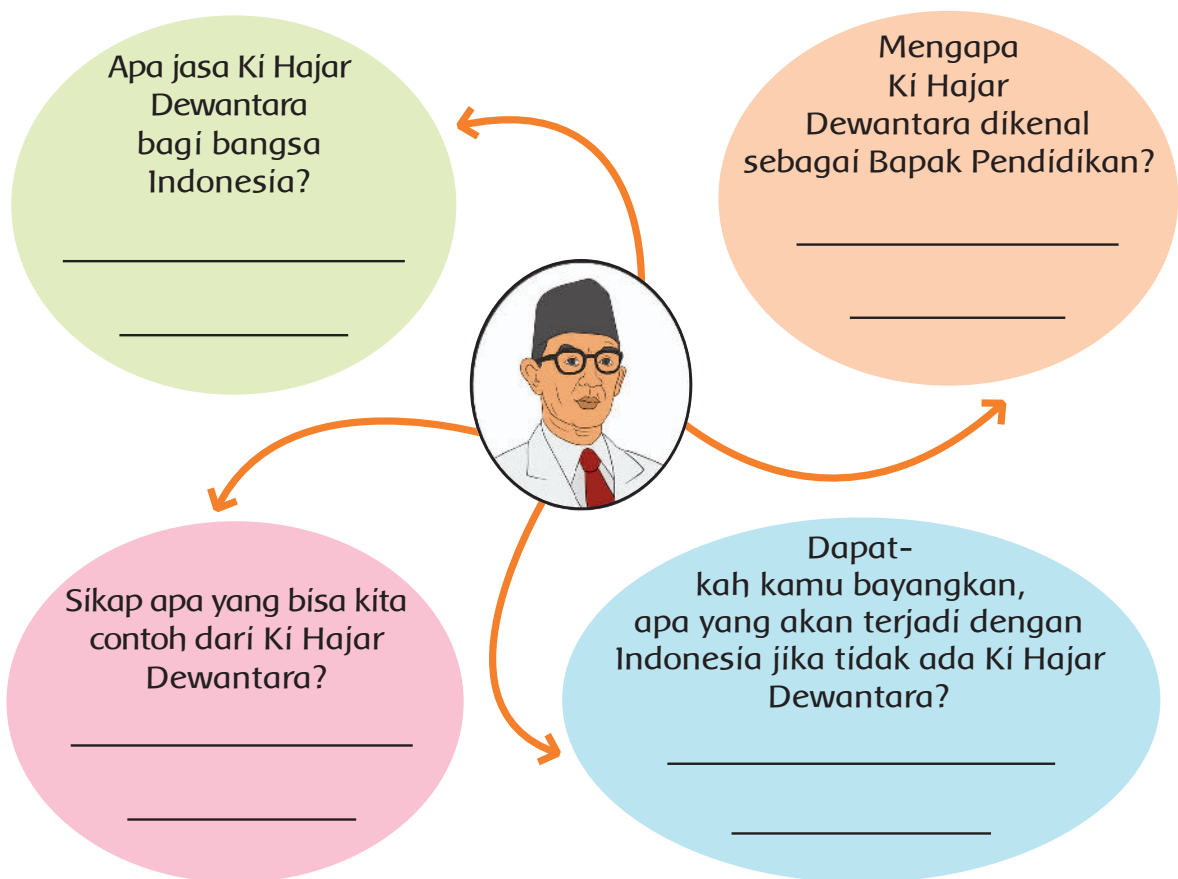 Apa jasa Ki Hajar
Dewantara
bagi bangsa
Indonesia?
Mengapa
Ki Hajar
Dewantara dikenal
sebagai Bapak Pendidikan?
Sikap apa yang bisa kita
contoh dari Ki Hajar
Dewantara?
Dapat-
kah kamu bayangkan,
apa yang akan terjadi dengan
Indonesia jika tidak ada Ki Hajar
Dewantara?